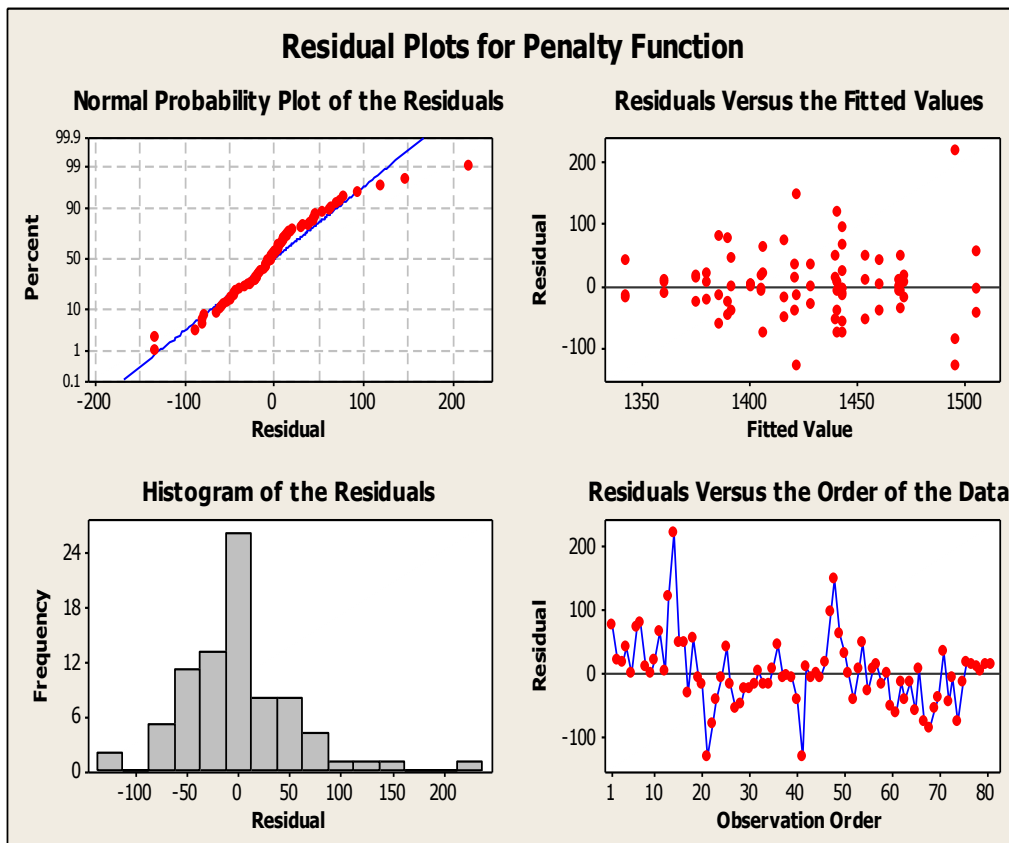 Residual Plots for Penalty Function
Normal Probability Plot of the Residuals
99.9
99
90
50
10
1
0.1
Percent
-200 -100 0 100 200
Residual
Residuals Versus the Fitted Values
200
100
0
-100
Residual
1350 1400 1450 1500
Fitted Value
Histogram of the Residuals
24
18
12
6
0
Frequency
-100 -50 0 50 100 150 200
Residual
Residuals Versus the Order of the Data
200
100
0
-100
Residual
1 10 20 30 40 50 60 70 80
Observation Order